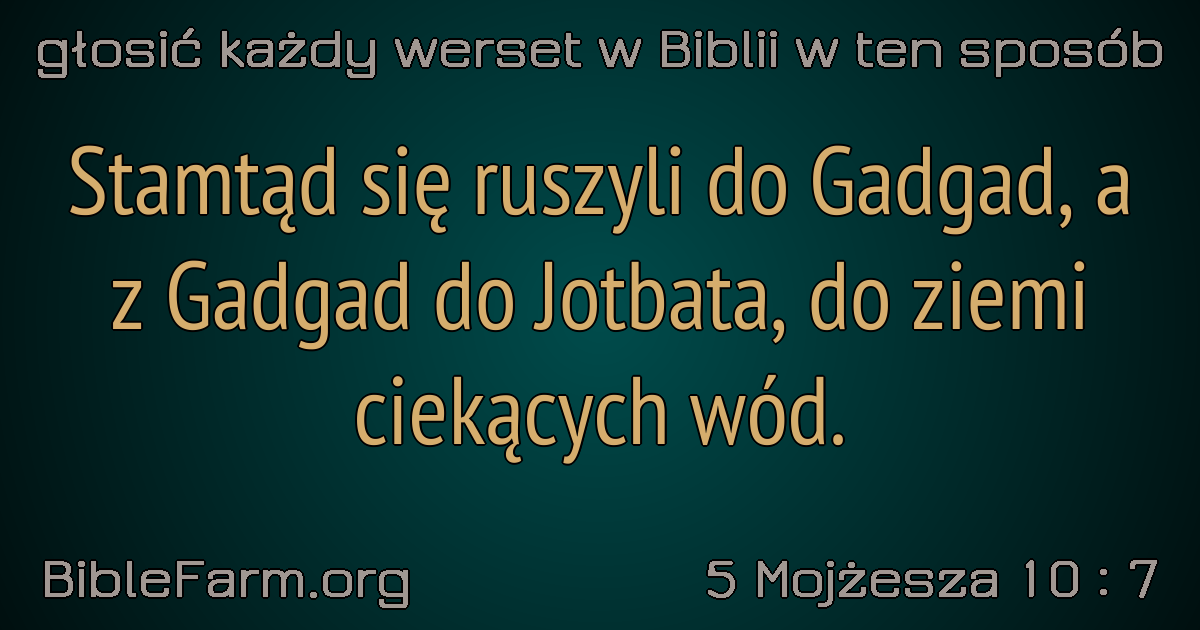 głosić każdy werset w Biblii w ten sposób
Stamtąd się ruszyli do Gadgad, a
z Gadgad do Jotbata, do ziemi
ciekących wód.
BibleFarm.org
5 Mojżesza 10 : 7